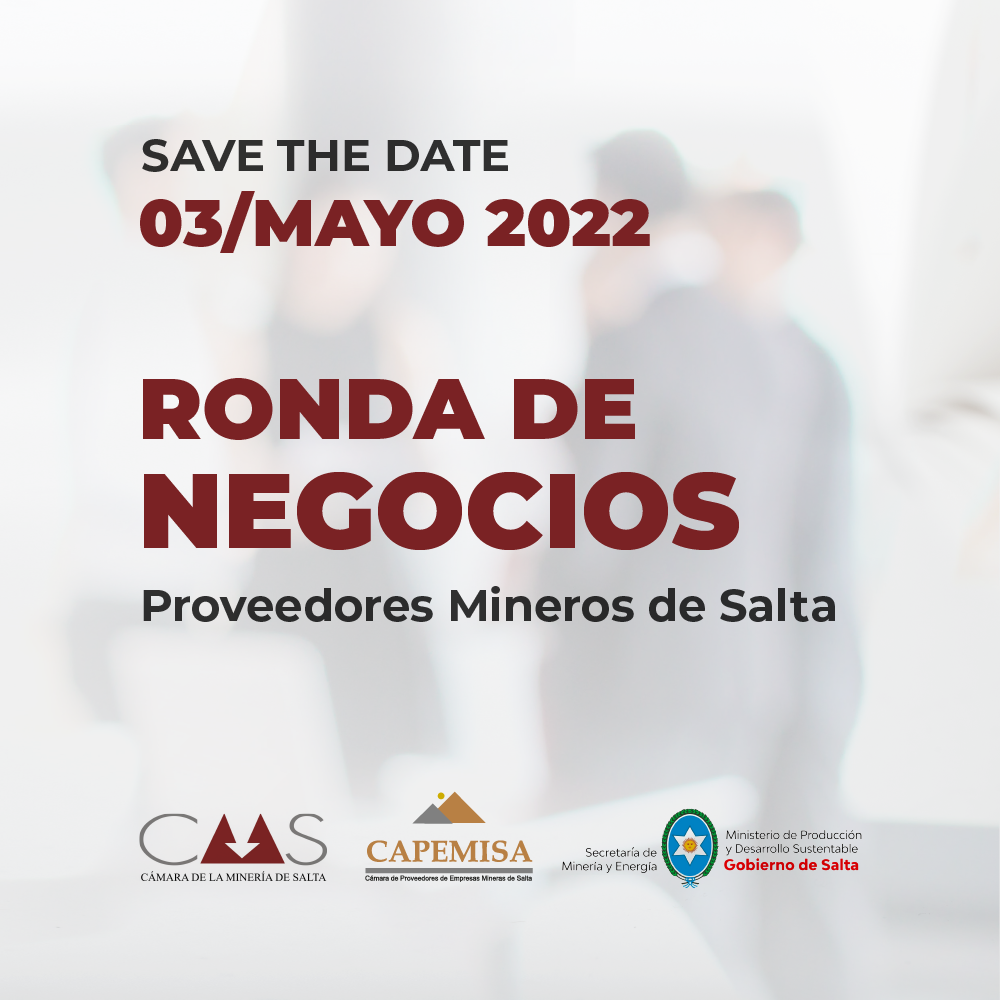 SAVE THE DATE
03/MAYO 2022
RONDA DE
NEGOCIOS
Proveedores Mineros de Salta
CMS
CÁMARA DE LA MINERÍA DE SALTA
CAPEMISA
Cámara de Proveedores de Empresas Mineras de Salta
Secretaría de
Minería y Energía
Ministerio de Producción
y Desarrollo Sustentable
Gobierno de Salta